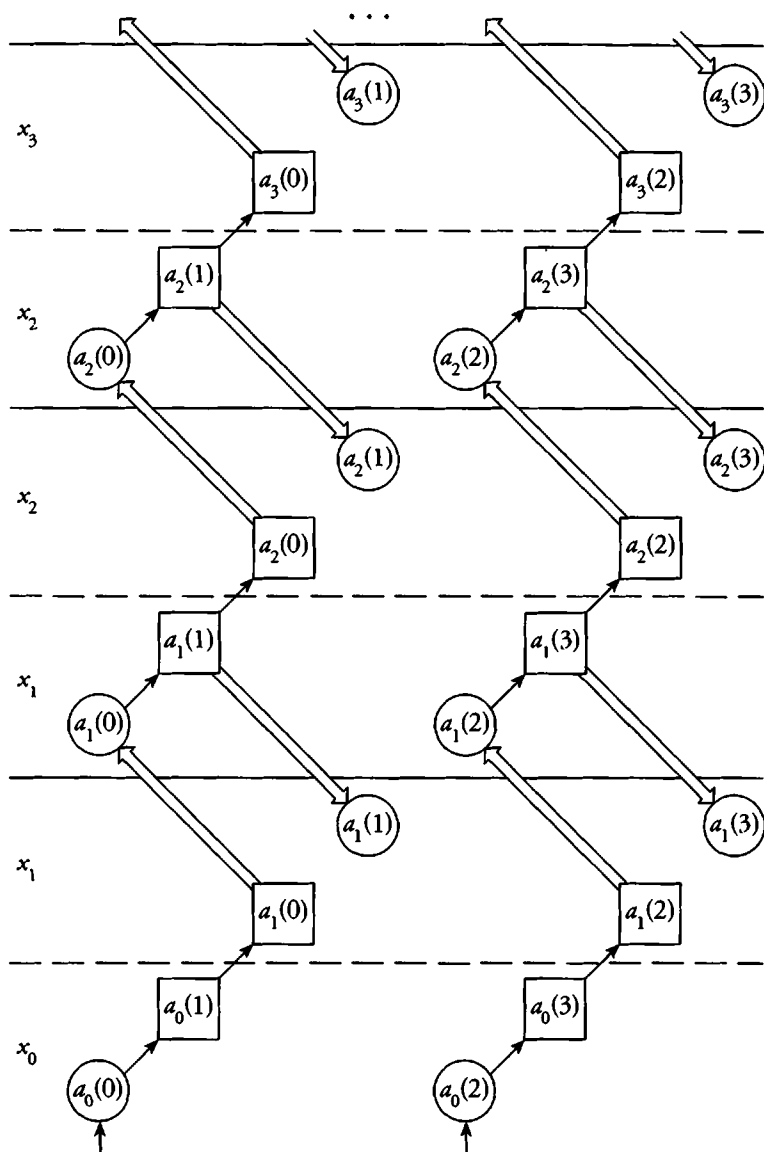 . . .
a₃(1) a₃(3)
x₃
a₃(0) a₃(2)
a₂(1) a₂(3)
x₂
a₂(0) a₂(2)
a₂(1) a₂(3)
x₂
a₂(0) a₂(2)
a₁(1) a₁(3)
x₁
a₁(0) a₁(2)
a₁(1) a₁(3)
x₁
a₁(0) a₁(2)
a₀(1) a₀(3)
x₀
a₀(0) a₀(2)